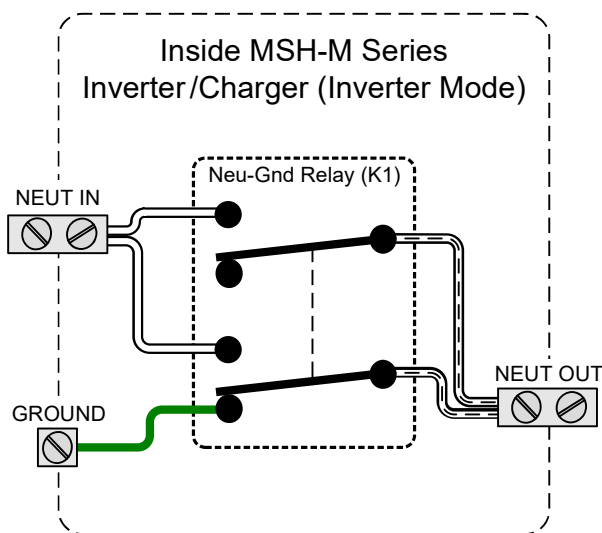 Inside MSH-M Series
Inverter/Charger (Inverter Mode)
Neu-Gnd Relay (K1)
NEUT IN
NEUT OUT
GROUND